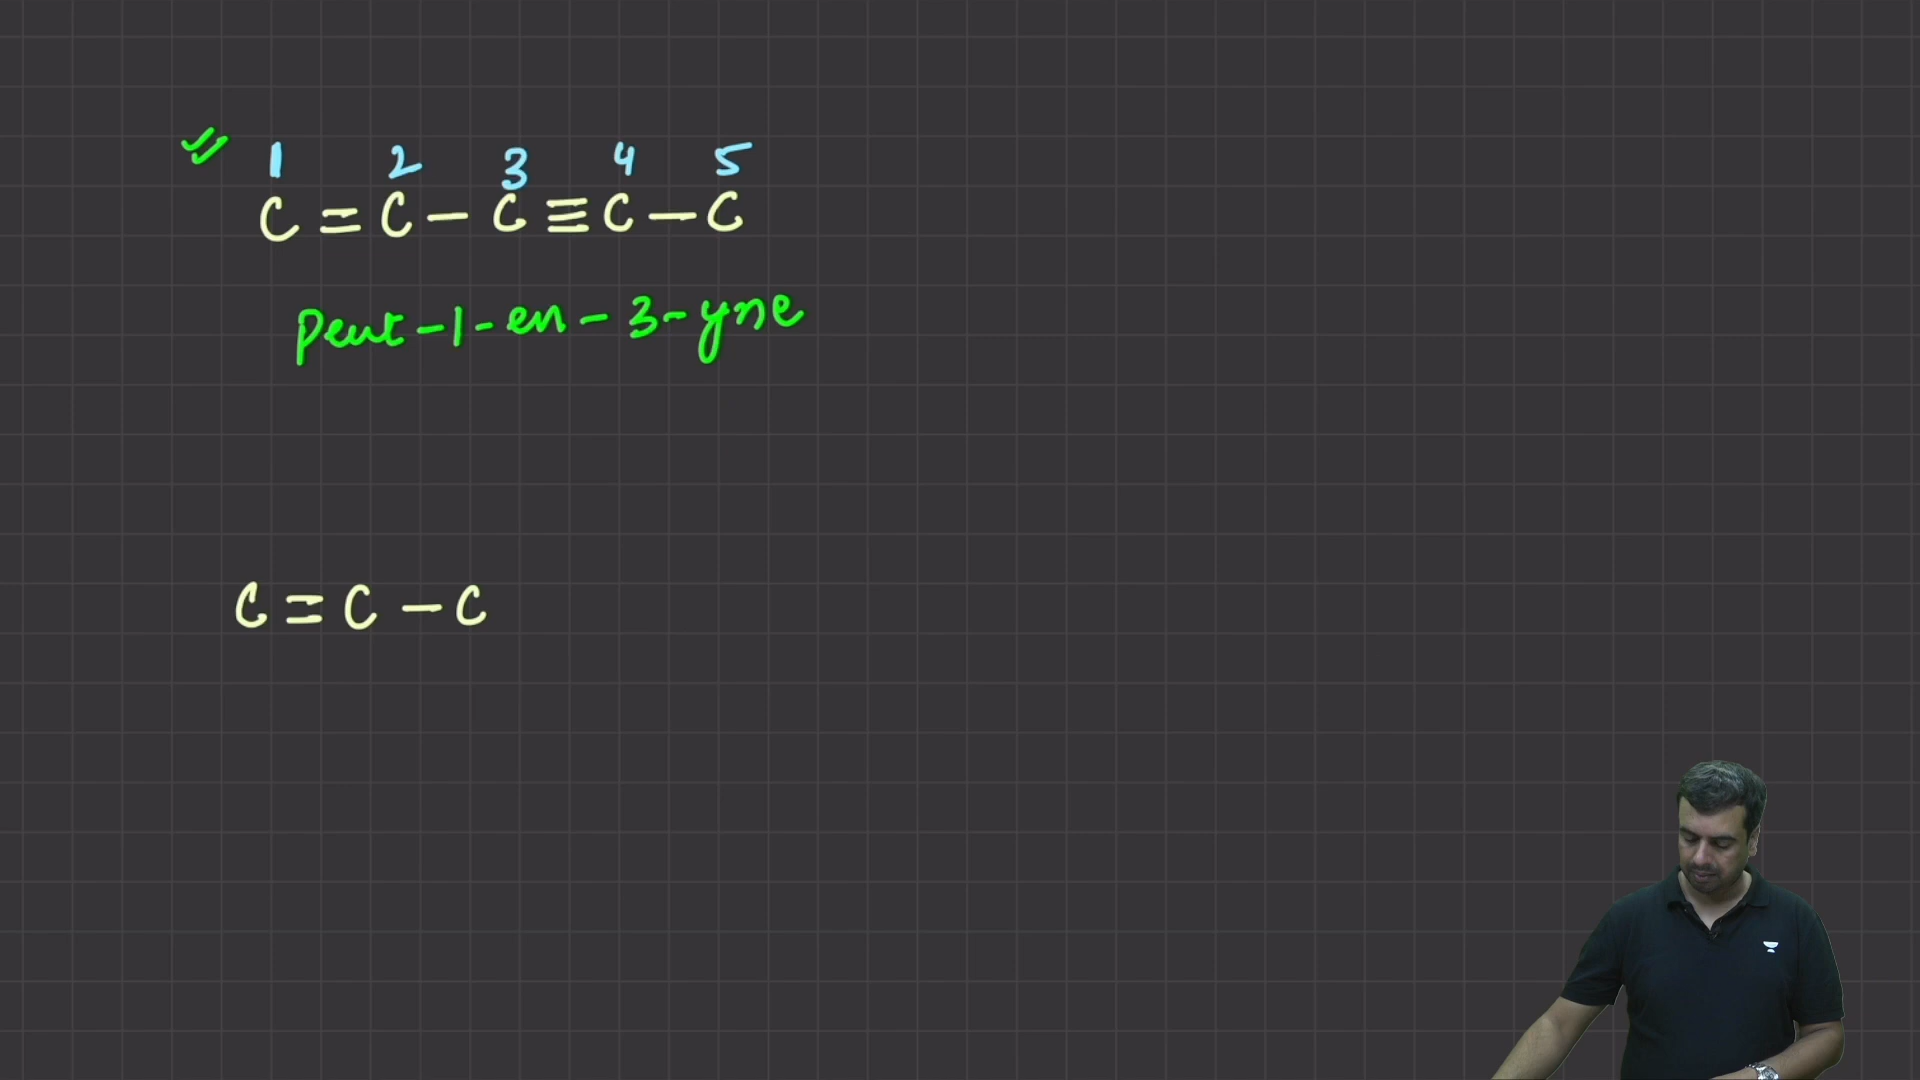 1 2 3 4 5
C = C – C ≡ C – C
Pent-1-en-3-yne
C = C – C